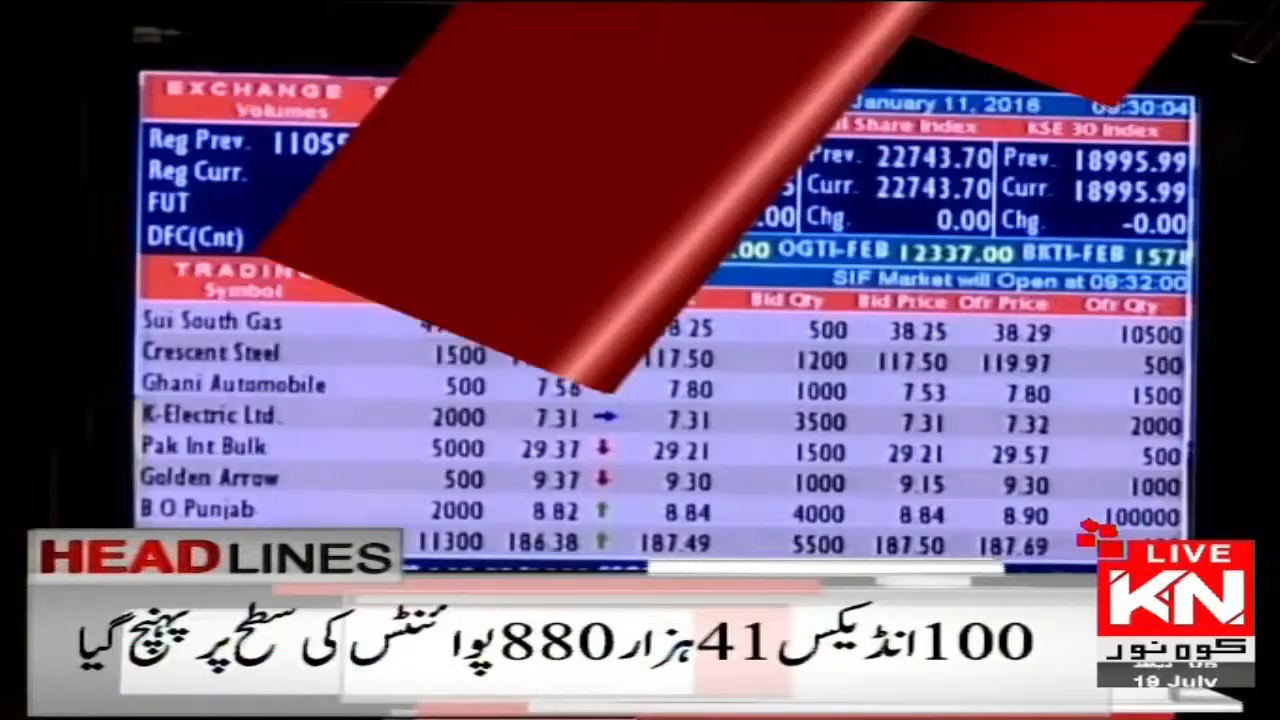 EXCHANGE
January 11, 2016 09:30:04
Volumes
Share Index KSE 30 Index
Reg Prev. 11055
Prev. 22743.70 Prev. 18995.99
Reg Curr.
Curr. 22743.70 Curr. 18995.99
FUT
.00 Chg. 0.00 Chg. -0.00
DFC(Cnt)
.00 OGTI-FEB 12337.00 BKTI-FEB 1571
TRADING
SIF Market will Open at 09:32:00
Symbol Bid Qty Bid Price Ofr Price Ofr Qty
Sui South Gas 8.25 500 38.25 38.29 10500
Crescent Steel 1500 117.50 1200 117.50 119.97 500
Ghani Automobile 500 7.56 7.80 1000 7.53 7.80 1500
K-Electric Ltd. 2000 7.31 → 7.31 3500 7.31 7.32 2000
Pak Int Bulk 5000 29.37 ↓ 29.21 1500 29.21 29.57 500
Golden Arrow 500 9.37 ↓ 9.30 1000 9.15 9.30 1000
B O Punjab 2000 8.82 ↑ 8.84 4000 8.84 8.90 100000
11300 186.38 ↑ 187.49 5500 187.50 187.69
HEADLINES
LIVE
KN
کوہ نور
19 July
100 انڈیکس 41 ہزار 880 پوائنٹس کی سطح پر پہنچ گیا